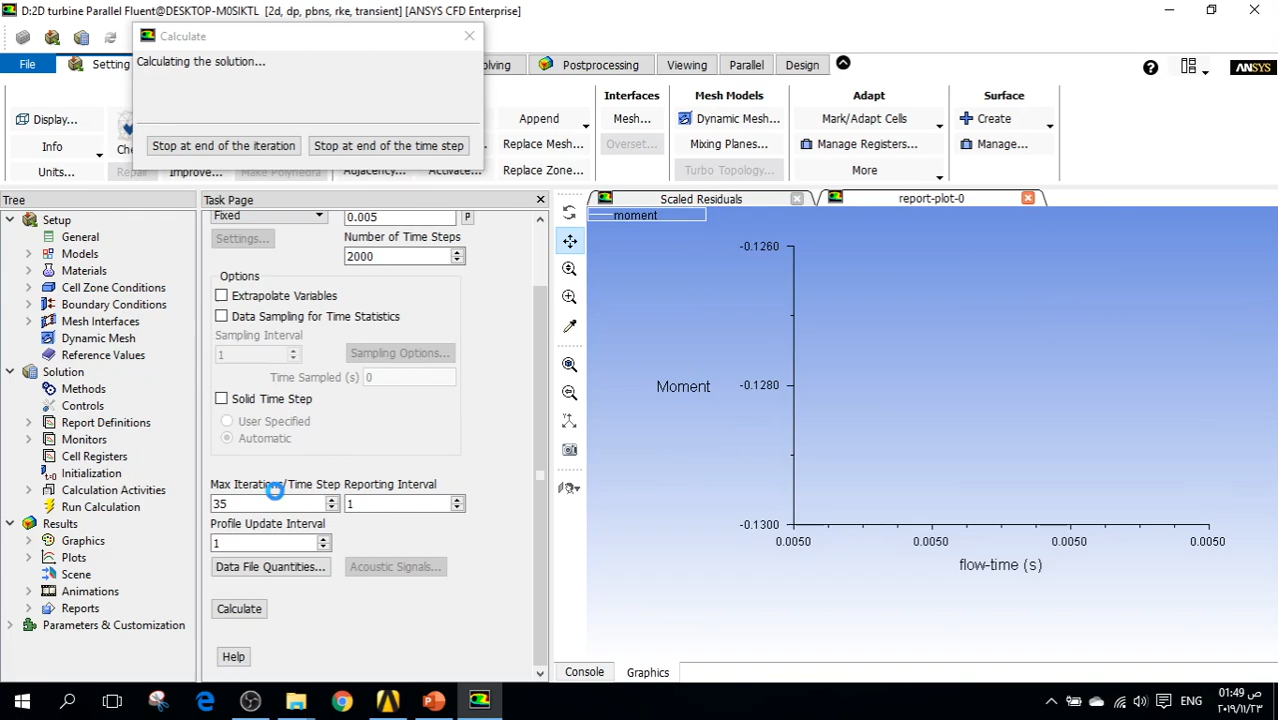 D:2D turbine Parallel Fluent@DESKTOP-M0SIKTL [2d, dp, pbns, rke, transient] [ANSYS CFD Enterprise]
Calculate
Calculating the solution...
Stop at end of the iteration
Stop at end of the time step
File
Setting
olving
Postprocessing
Viewing
Parallel
Design
ANSYS
Display...
Info
Units...
Che
Repair
Improve...
Make Polyhedra
Adjacency...
Activate...
Append
Replace Mesh...
Replace Zone...
Interfaces
Mesh...
Overset...
Mesh Models
Dynamic Mesh...
Mixing Planes...
Turbo Topology...
Adapt
Mark/Adapt Cells
Manage Registers...
More
Surface
Create
Manage...
Tree
Setup
General
Models
Materials
Cell Zone Conditions
Boundary Conditions
Mesh Interfaces
Dynamic Mesh
Reference Values
Solution
Methods
Controls
Report Definitions
Monitors
Cell Registers
Initialization
Calculation Activities
Run Calculation
Results
Graphics
Plots
Scene
Animations
Reports
Parameters & Customization
Task Page
Fixed
0.005
P
Settings...
Number of Time Steps
2000
Options
Extrapolate Variables
Data Sampling for Time Statistics
Sampling Interval
1
Sampling Options...
Time Sampled (s) 0
Solid Time Step
User Specified
Automatic
Max Iterations/Time Step
Reporting Interval
35
1
Profile Update Interval
1
Data File Quantities...
Acoustic Signals...
Calculate
Help
Scaled Residuals
report-plot-0
moment
-0.1260
Moment
-0.1280
-0.1300
0.0050
0.0050
0.0050
0.0050
flow-time (s)
Console
Graphics
ENG
01:49 ص
٢٠١٩/١١/٢٣